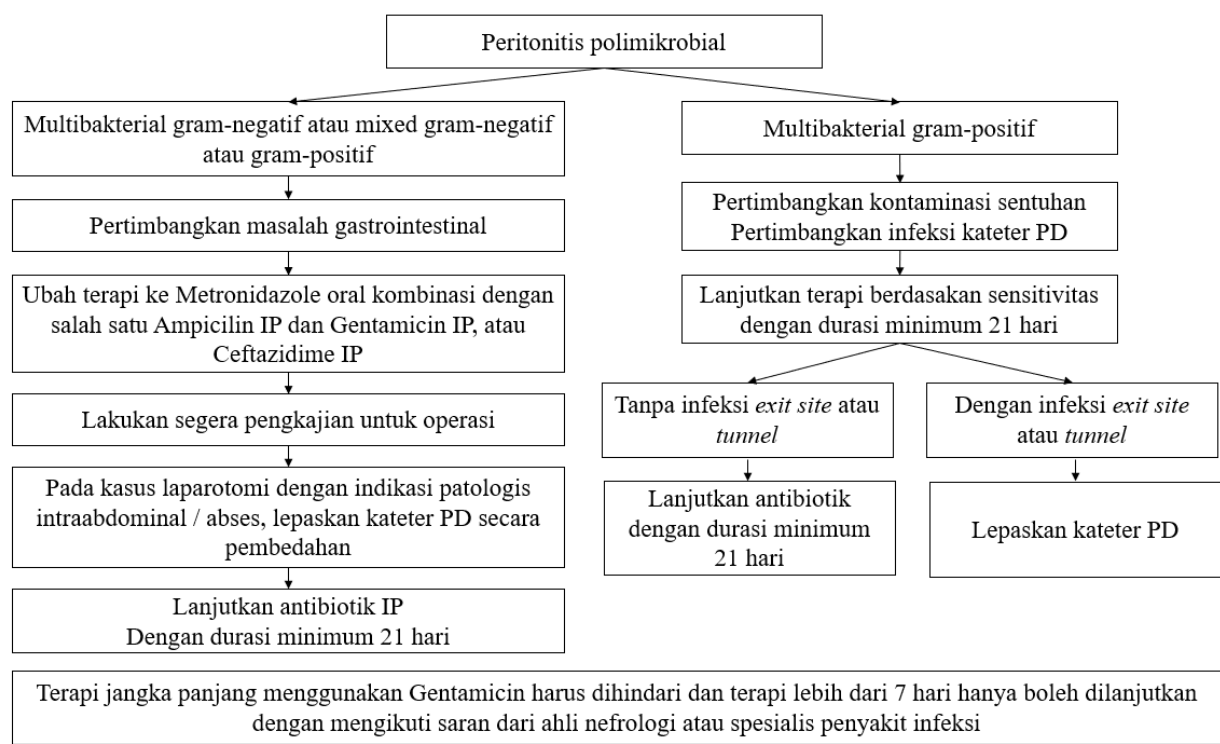 Peritonitis polimikrobial
Multibakterial gram-negatif atau mixed gram-negatif
atau gram-positif
Pertimbangkan masalah gastrointestinal
Ubah terapi ke Metronidazole oral kombinasi dengan
salah satu Ampicilin IP dan Gentamicin IP, atau
Ceftazidime IP
Lakukan segera pengkajian untuk operasi
Pada kasus laparotomi dengan indikasi patologis
intraabdominal / abses, lepaskan kateter PD secara
pembedahan
Lanjutkan antibiotik IP
Dengan durasi minimum 21 hari
Multibakterial gram-positif
Pertimbangkan kontaminasi sentuhan
Pertimbangkan infeksi kateter PD
Lanjutkan terapi berdasakan sensitivitas
dengan durasi minimum 21 hari
Tanpa infeksi exit site atau
tunnel
Lanjutkan antibiotik
dengan durasi minimum
21 hari
Dengan infeksi exit site
atau tunnel
Lepaskan kateter PD
Terapi jangka panjang menggunakan Gentamicin harus dihindari dan terapi lebih dari 7 hari hanya boleh dilanjutkan
dengan mengikuti saran dari ahli nefrologi atau spesialis penyakit infeksi